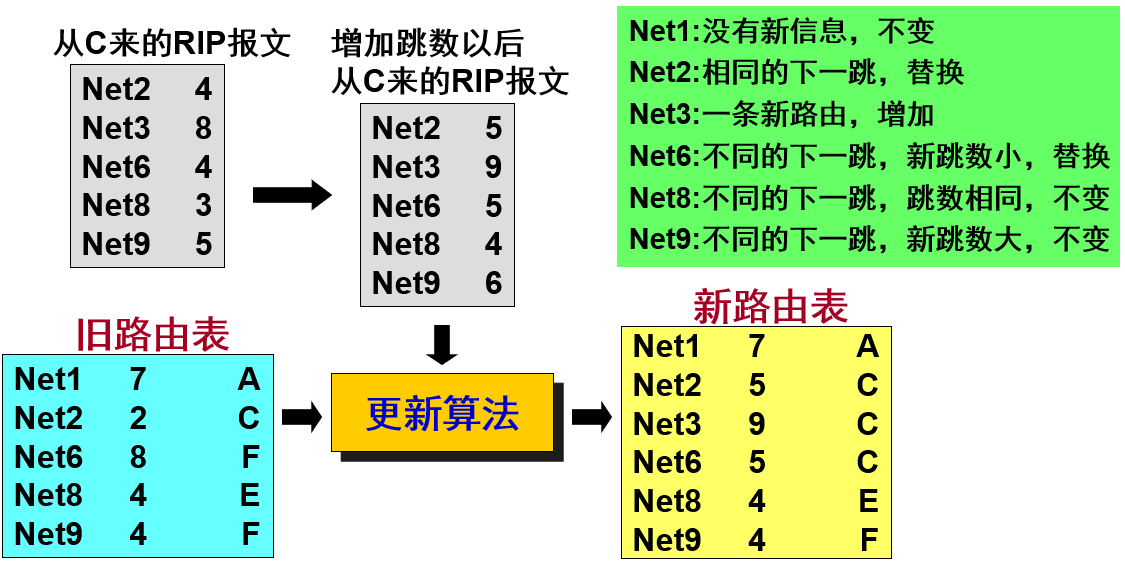 从C来的RIP报文
Net2 4
Net3 8
Net6 4
Net8 3
Net9 5
增加跳数以后
从C来的RIP报文
Net2 5
Net3 9
Net6 5
Net8 4
Net9 6
Net1:没有新信息，不变
Net2:相同的下一跳，替换
Net3:一条新路由，增加
Net6:不同的下一跳，新跳数小，替换
Net8:不同的下一跳，跳数相同，不变
Net9:不同的下一跳，新跳数大，不变
旧路由表
Net1 7 A
Net2 2 C
Net6 8 F
Net8 4 E
Net9 4 F
更新算法
新路由表
Net1 7 A
Net2 5 C
Net3 9 C
Net6 5 C
Net8 4 E
Net9 4 F